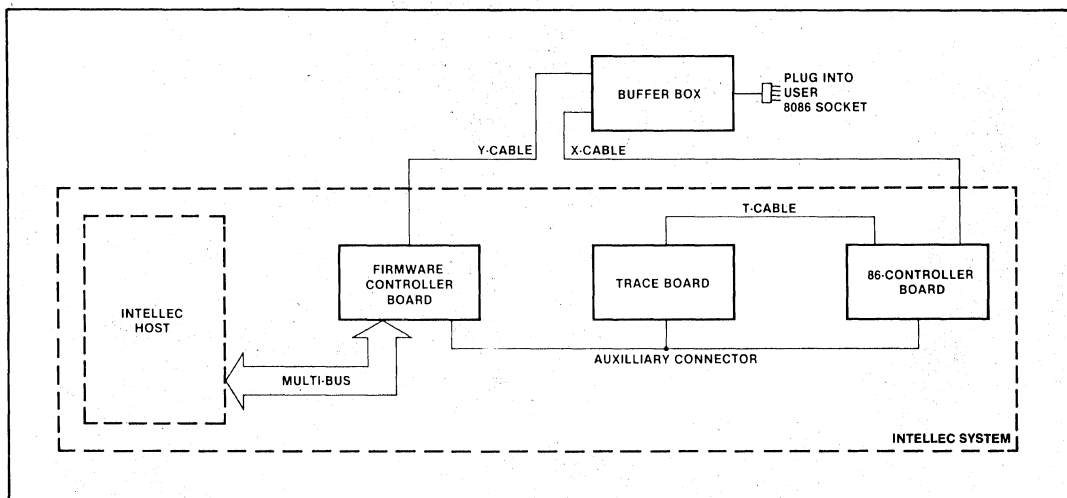 BUFFER BOX
PLUG INTO
USER
8086 SOCKET
Y-CABLE
X-CABLE
T-CABLE
INTELLEC
HOST
FIRMWARE
CONTROLLER
BOARD
TRACE BOARD
86-CONTROLLER
BOARD
AUXILLIARY CONNECTOR
MULTI-BUS
INTELLEC SYSTEM